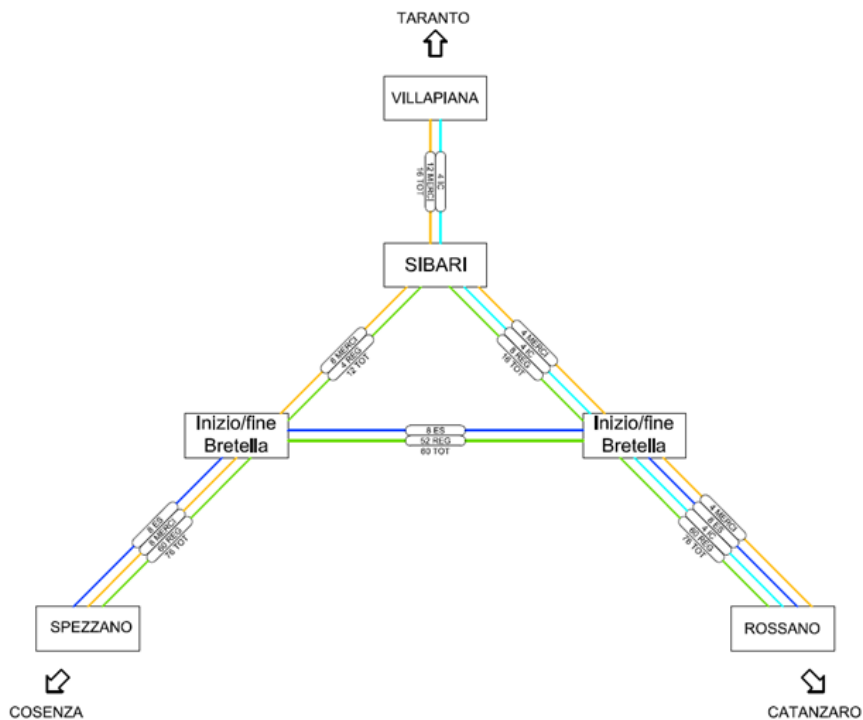 TARANTO
VILLAPIANA
4 IC
12 MERCI
16 TOT
SIBARI
8 MERCI
4 REG
12 TOT
4 MERCI
4 IC
8 REG
16 TOT
Inizio/fine
Bretella
8 ES
52 REG
60 TOT
Inizio/fine
Bretella
8 ES
8 MERCI
60 REG
76 TOT
4 MERCI
8 ES
4 IC
60 REG
76 TOT
SPEZZANO
ROSSANO
COSENZA
CATANZARO